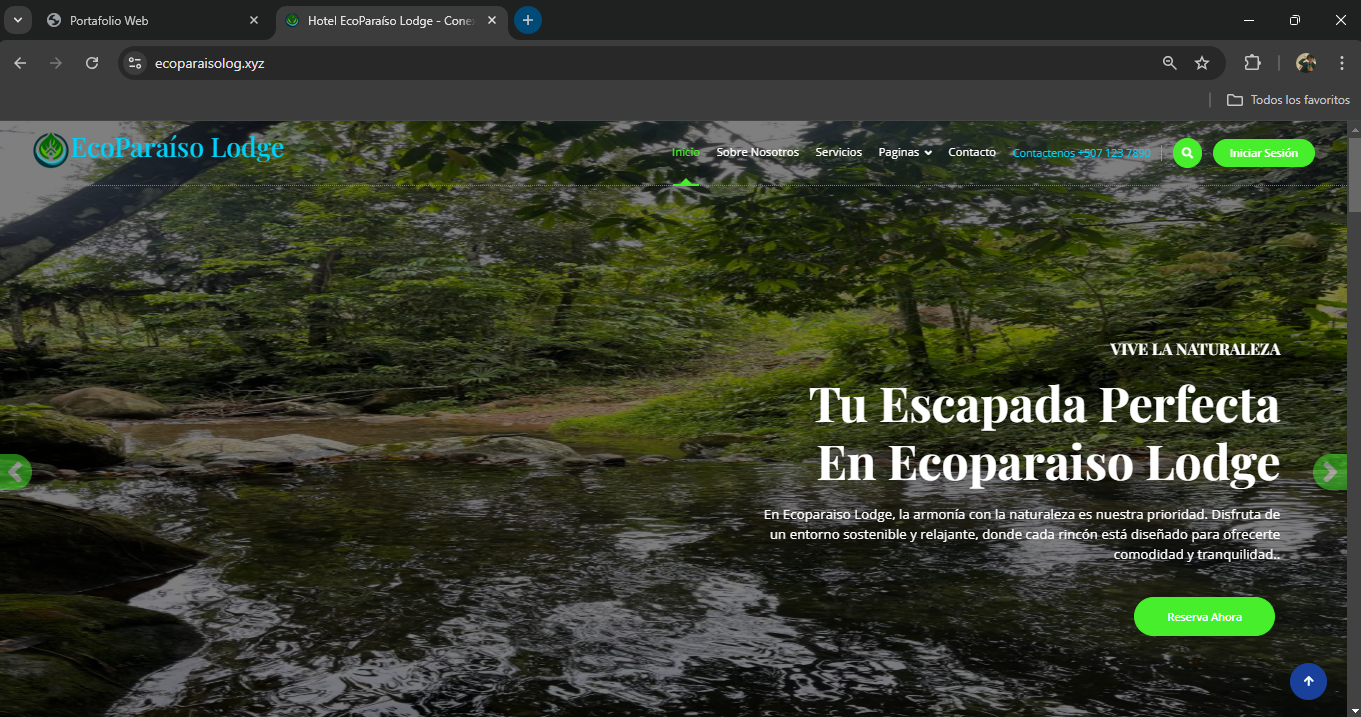 Portafolio Web
Hotel EcoParaíso Lodge - Cone
ecoparaisolog.xyz
Todos los favoritos
EcoParaíso Lodge
Inicio
Sobre Nosotros
Servicios
Paginas
Contacto
Contactenos +507 123 7890
Iniciar Sesión
VIVE LA NATURALEZA
Tu Escapada Perfecta
En Ecoparaiso Lodge
En Ecoparaiso Lodge, la armonía con la naturaleza es nuestra prioridad. Disfruta de
un entorno sostenible y relajante, donde cada rincón está diseñado para ofrecerte
comodidad y tranquilidad..
Reserva Ahora